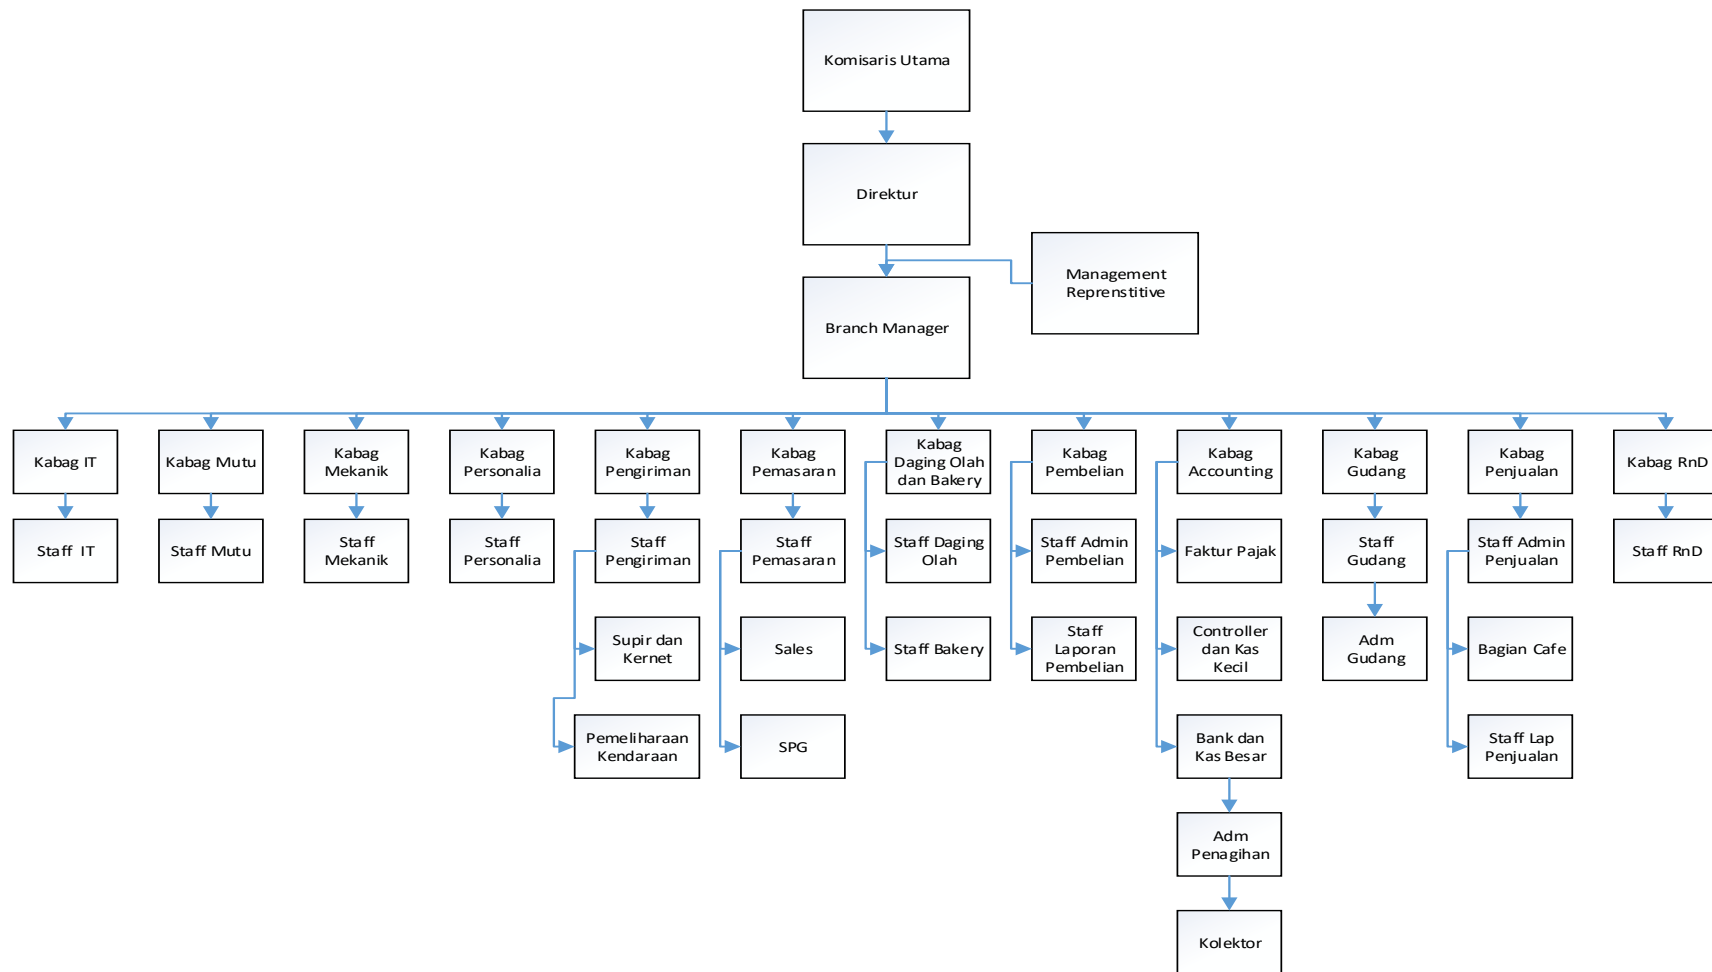 Komisaris Utama
Direktur
Management
Reprenstitive
Branch Manager
Kabag IT
Kabag Mutu
Kabag
Mekanik
Kabag
Personalia
Kabag
Pengiriman
Kabag
Pemasaran
Kabag
Daging Olah
dan Bakery
Kabag
Pembelian
Kabag
Accounting
Kabag
Gudang
Kabag
Penjualan
Kabag RnD
Staff IT
Staff Mutu
Staff
Mekanik
Staff
Personalia
Staff
Pengiriman
Staff
Pemasaran
Staff Daging
Olah
Staff Admin
Pembelian
Faktur Pajak
Staff
Gudang
Staff Admin
Penjualan
Staff RnD
Supir dan
Kernet
Sales
Staff Bakery
Staff
Laporan
Pembelian
Controller
dan Kas
Kecil
Adm
Gudang
Bagian Cafe
Pemeliharaan
Kendaraan
SPG
Bank dan
Kas Besar
Staff Lap
Penjualan
Adm
Penagihan
Kolektor